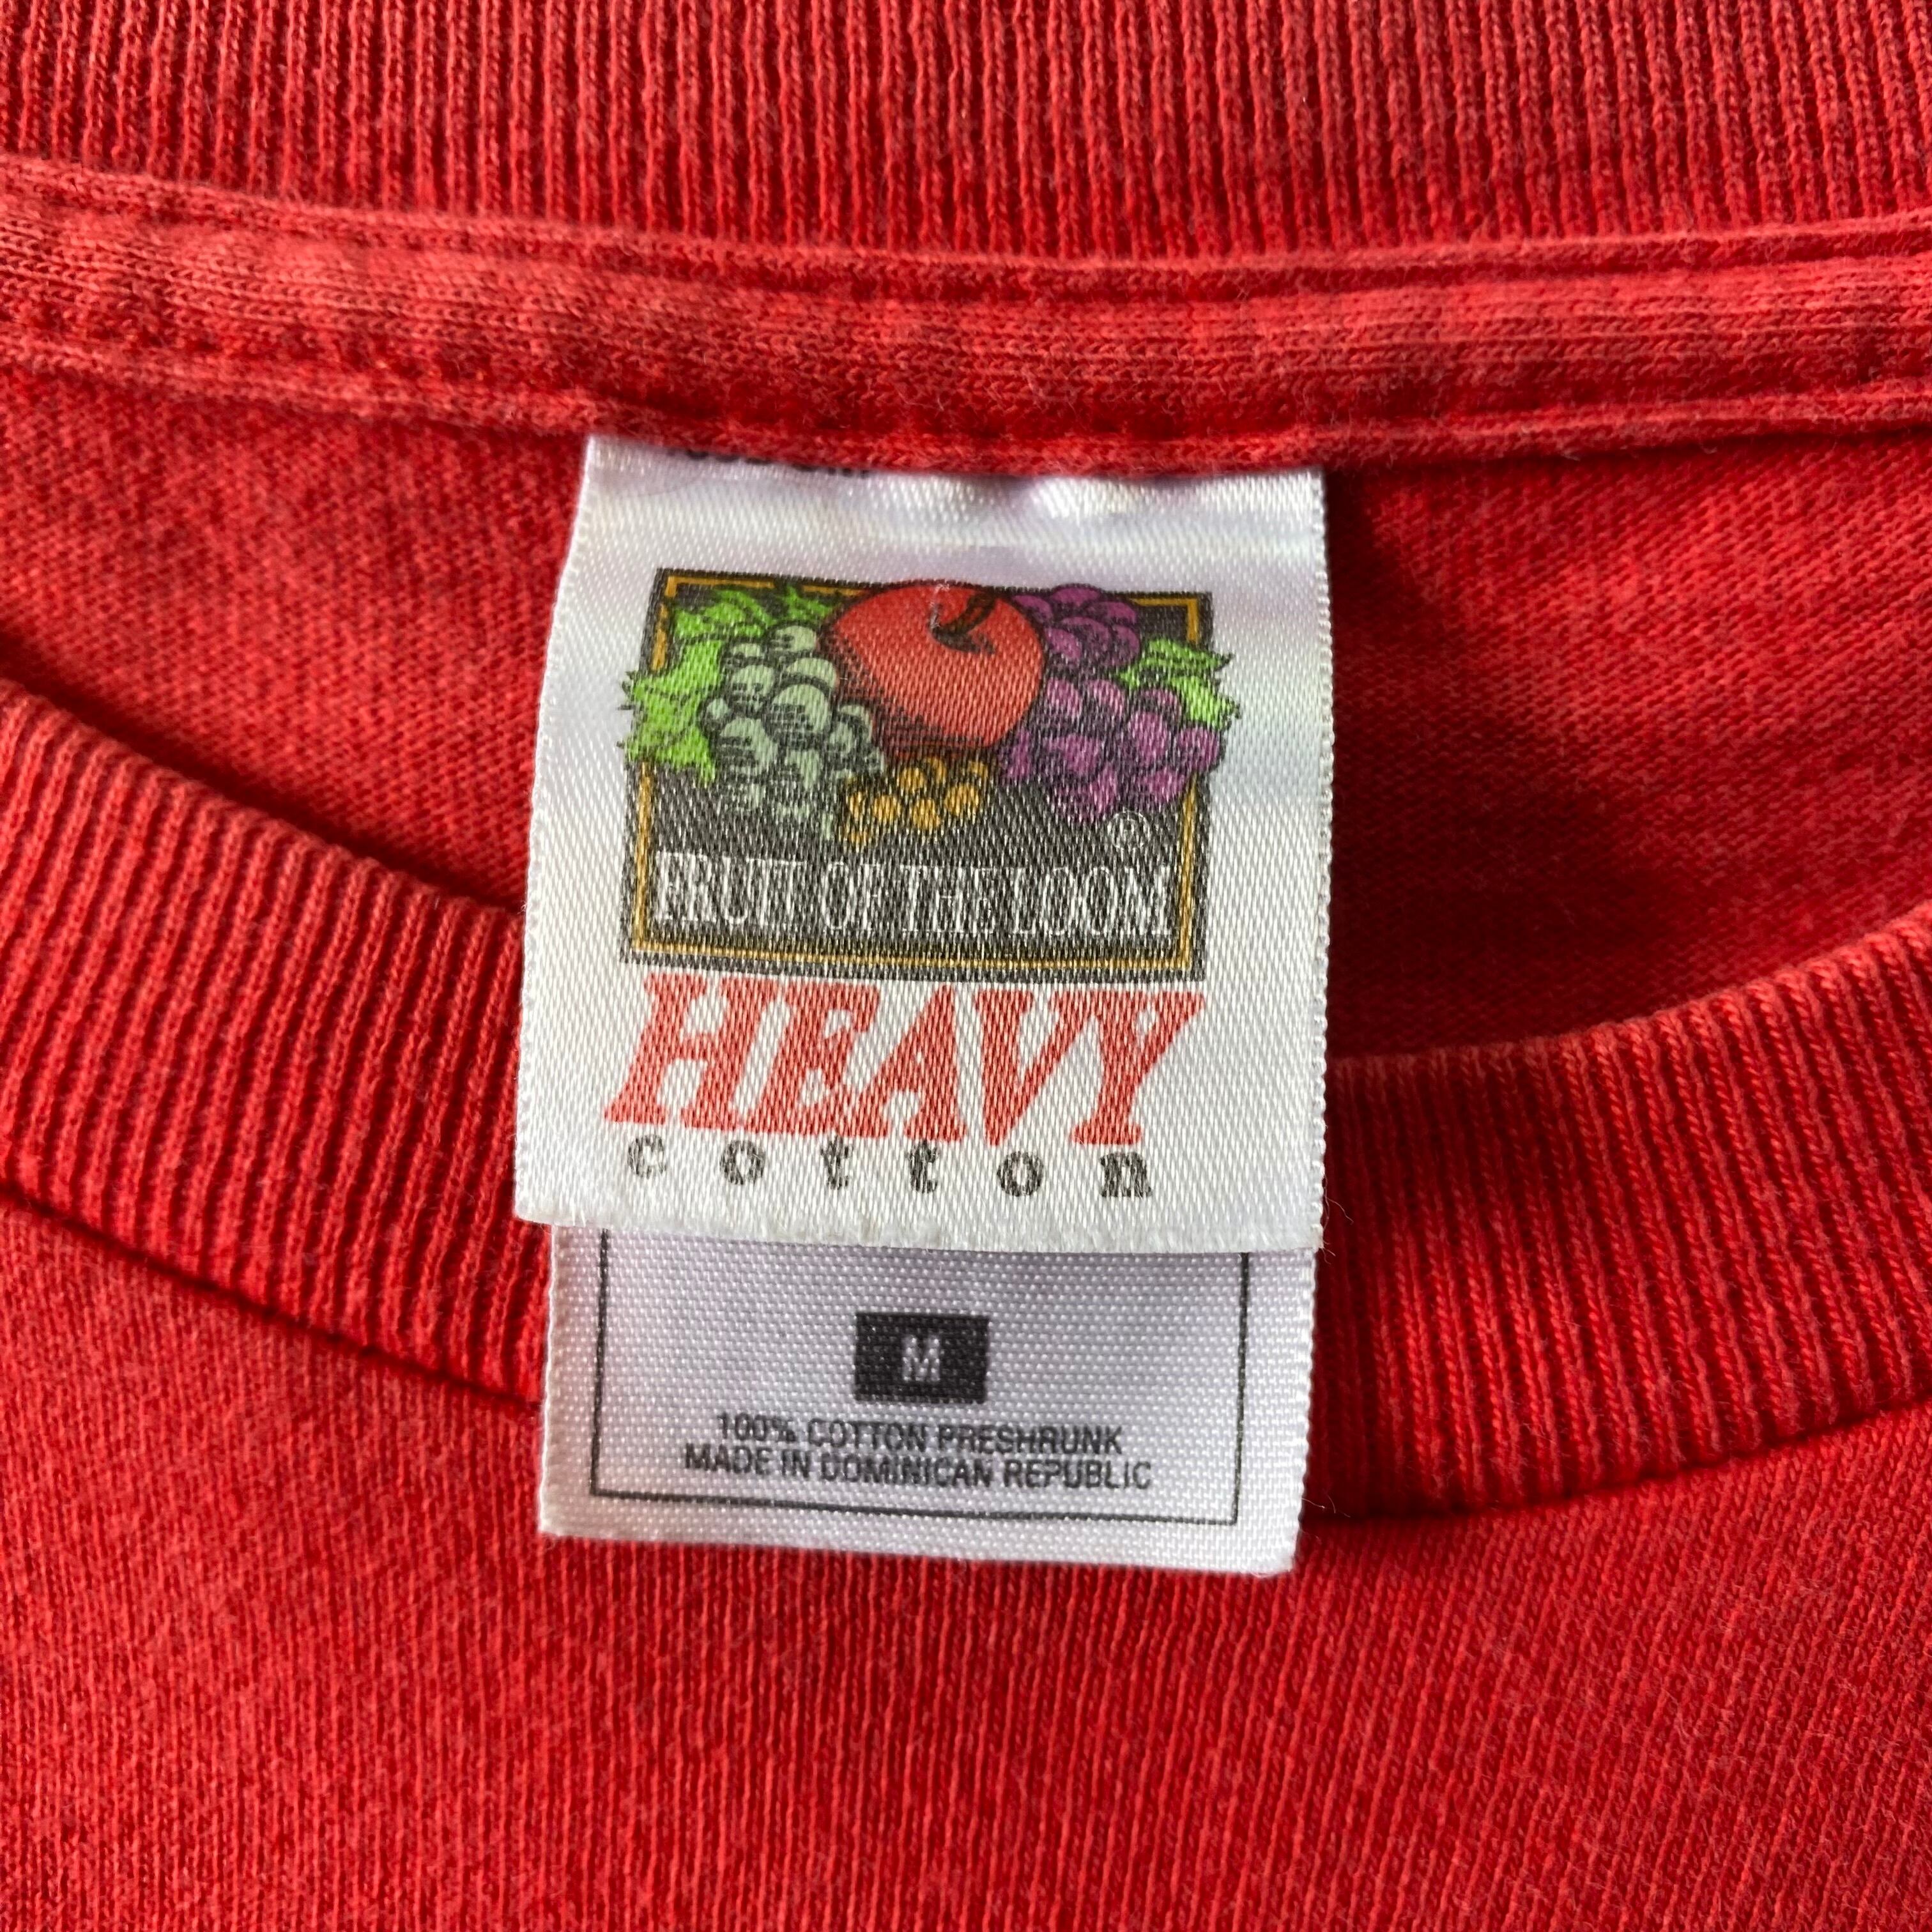 ®
FRUIT OF THE LOOM
HEAVY
cotton
M
100% COTTON PRESHRUNK
MADE IN DOMINICAN REPUBLIC